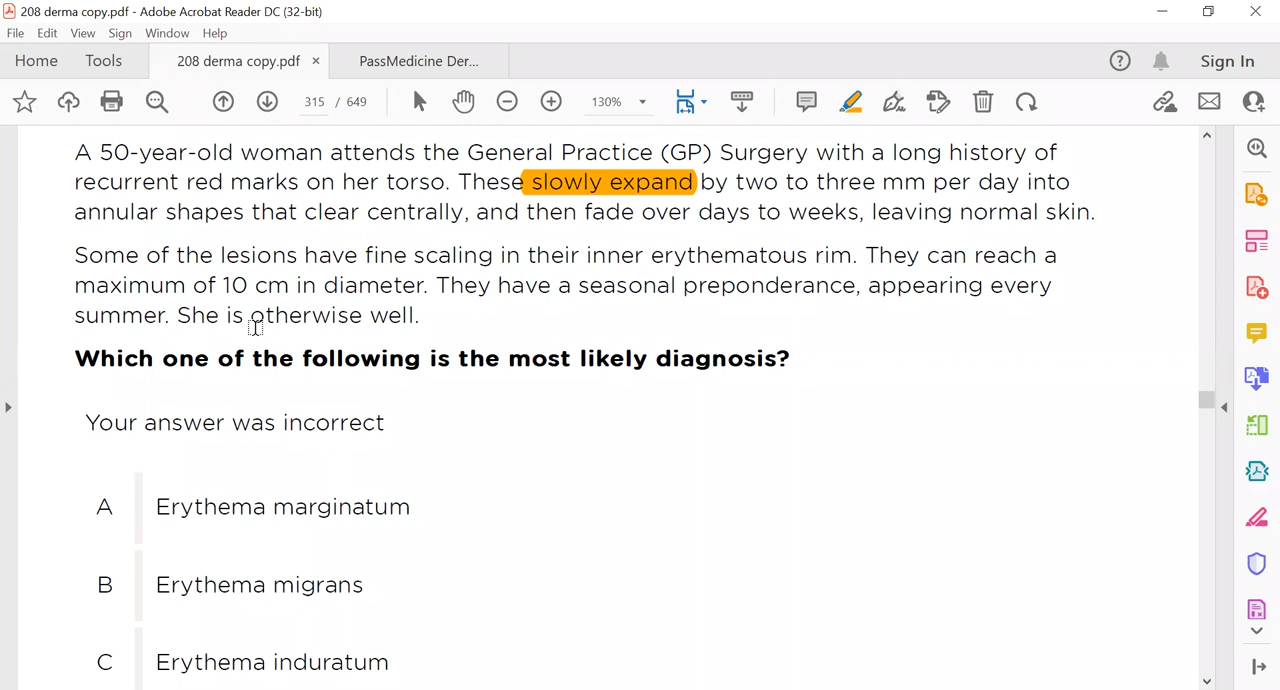 208 derma copy.pdf - Adobe Acrobat Reader DC (32-bit)
File Edit View Sign Window Help
Home Tools 208 derma copy.pdf × PassMedicine Der... ? Sign In
315 / 649 130%
A 50-year-old woman attends the General Practice (GP) Surgery with a long history of
recurrent red marks on her torso. These slowly expand by two to three mm per day into
annular shapes that clear centrally, and then fade over days to weeks, leaving normal skin.
Some of the lesions have fine scaling in their inner erythematous rim. They can reach a
maximum of 10 cm in diameter. They have a seasonal preponderance, appearing every
summer. She is otherwise well.
Which one of the following is the most likely diagnosis?
Your answer was incorrect
A Erythema marginatum
B Erythema migrans
C Erythema induratum